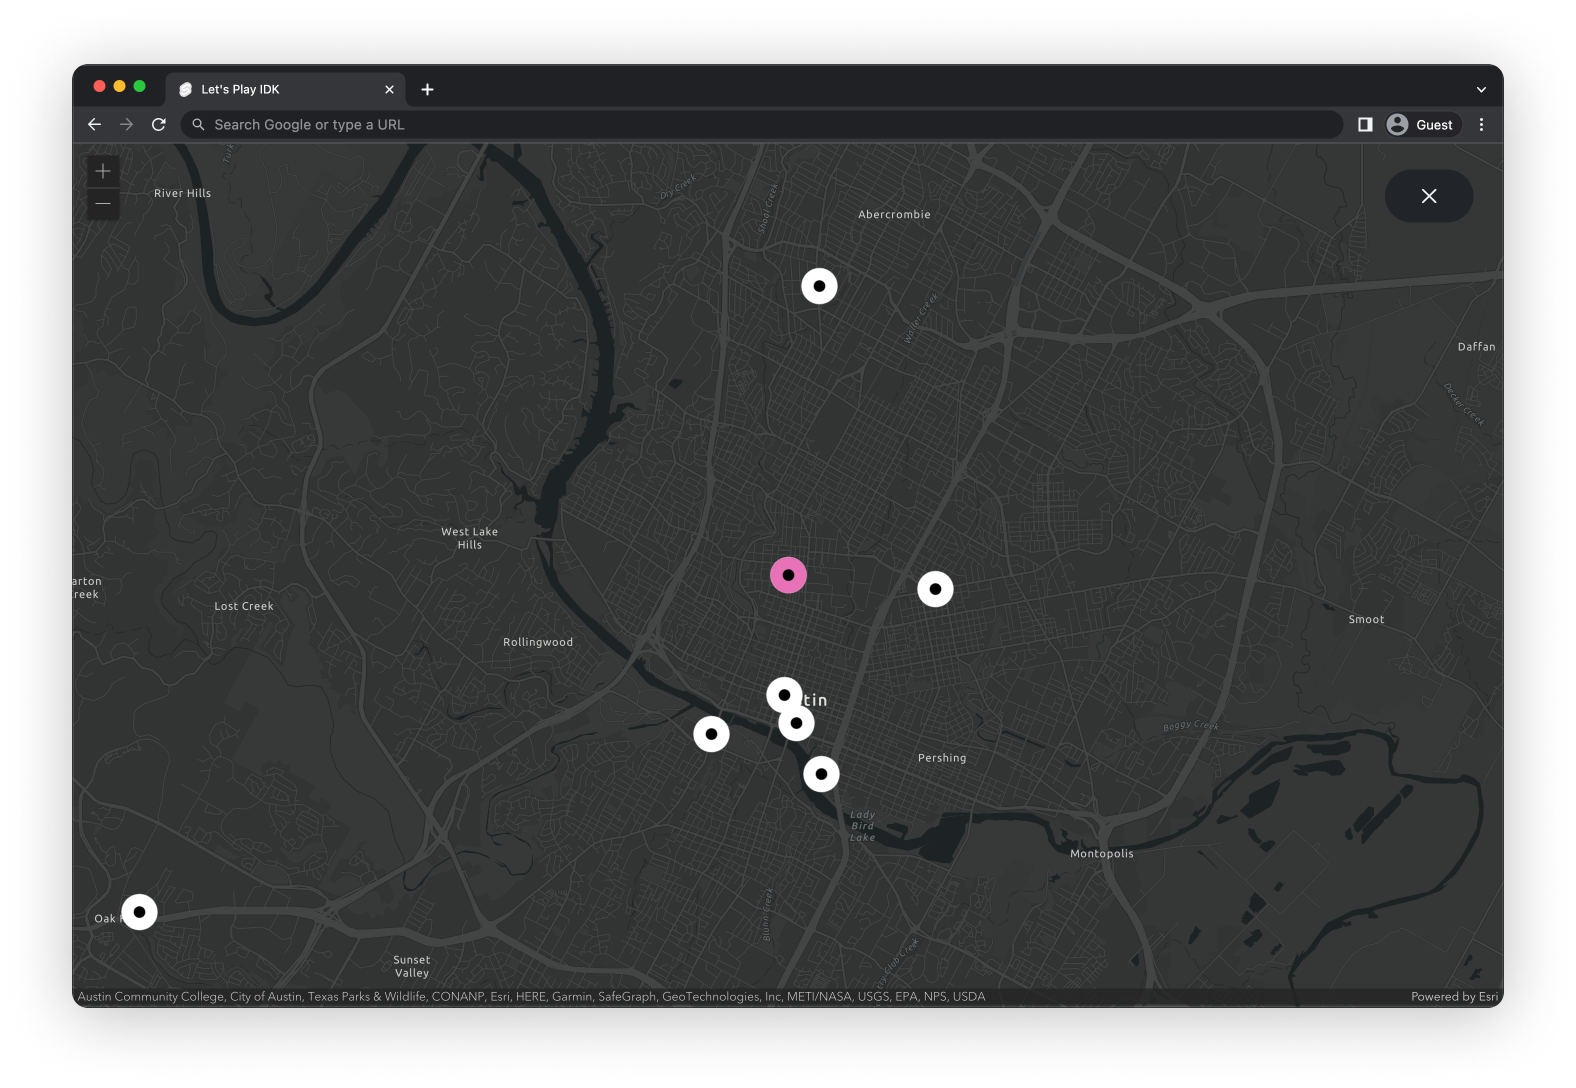 Let's Play IDK
Search Google or type a URL
Guest
River Hills
Dry Creek
Shoal Creek
Abercrombie
Waller Creek
Daffan
Decker Creek
West Lake
Hills
arton
reek
Lost Creek
Smoot
Rollingwood
tin
Boggy Creek
Pershing
Lady
Bird
Lake
Montopolis
Blunn Creek
Oak
Club Creek
Sunset
Valley
Austin Community College, City of Austin, Texas Parks & Wildlife, CONANP, Esri, HERE, Garmin, SafeGraph, GeoTechnologies, Inc, METI/NASA, USGS, EPA, NPS, USDA
Powered by Esri